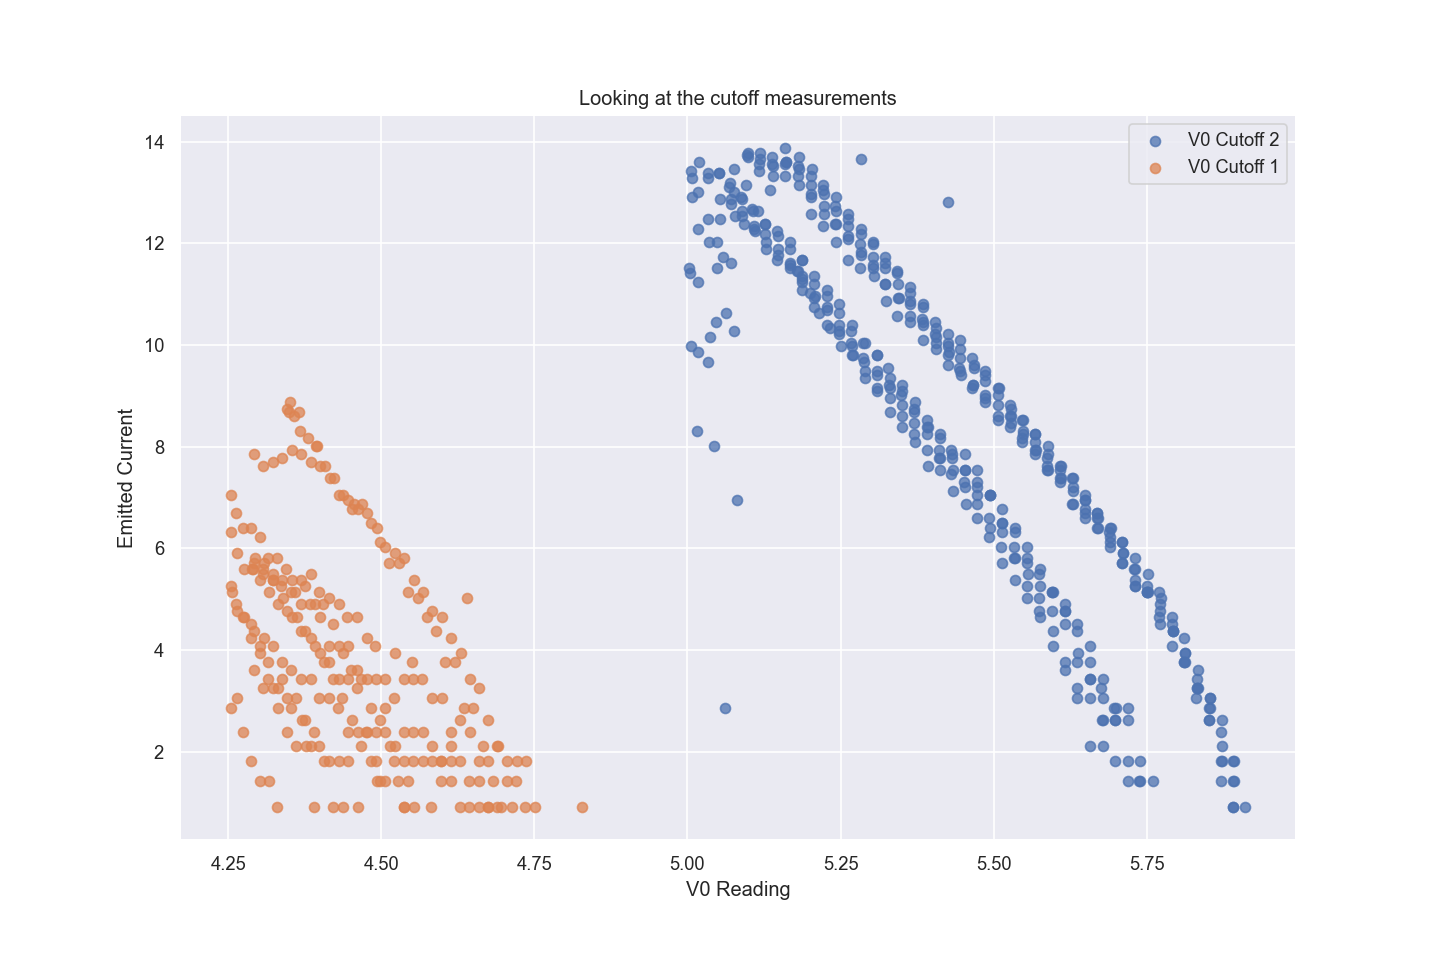 Looking at the cutoff measurements
V0 Cutoff 2
V0 Cutoff 1
14
12
10
8
6
4
2
Emitted Current
4.25 4.50 4.75 5.00 5.25 5.50 5.75
V0 Reading